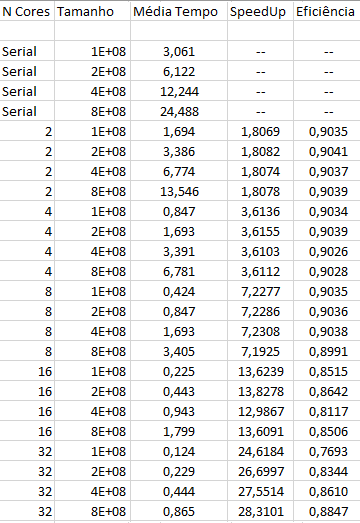 N Cores Tamanho Média Tempo SpeedUp Eficiência
Serial 1E+08 3,061 -- --
Serial 2E+08 6,122 -- --
Serial 4E+08 12,244 -- --
Serial 8E+08 24,488 -- --
2 1E+08 1,694 1,8069 0,9035
2 2E+08 3,386 1,8082 0,9041
2 4E+08 6,774 1,8074 0,9037
2 8E+08 13,546 1,8078 0,9039
4 1E+08 0,847 3,6136 0,9034
4 2E+08 1,693 3,6155 0,9039
4 4E+08 3,391 3,6103 0,9026
4 8E+08 6,781 3,6112 0,9028
8 1E+08 0,424 7,2277 0,9035
8 2E+08 0,847 7,2286 0,9036
8 4E+08 1,693 7,2308 0,9038
8 8E+08 3,405 7,1925 0,8991
16 1E+08 0,225 13,6239 0,8515
16 2E+08 0,443 13,8278 0,8642
16 4E+08 0,943 12,9867 0,8117
16 8E+08 1,799 13,6091 0,8506
32 1E+08 0,124 24,6184 0,7693
32 2E+08 0,229 26,6997 0,8344
32 4E+08 0,444 27,5514 0,8610
32 8E+08 0,865 28,3101 0,8847